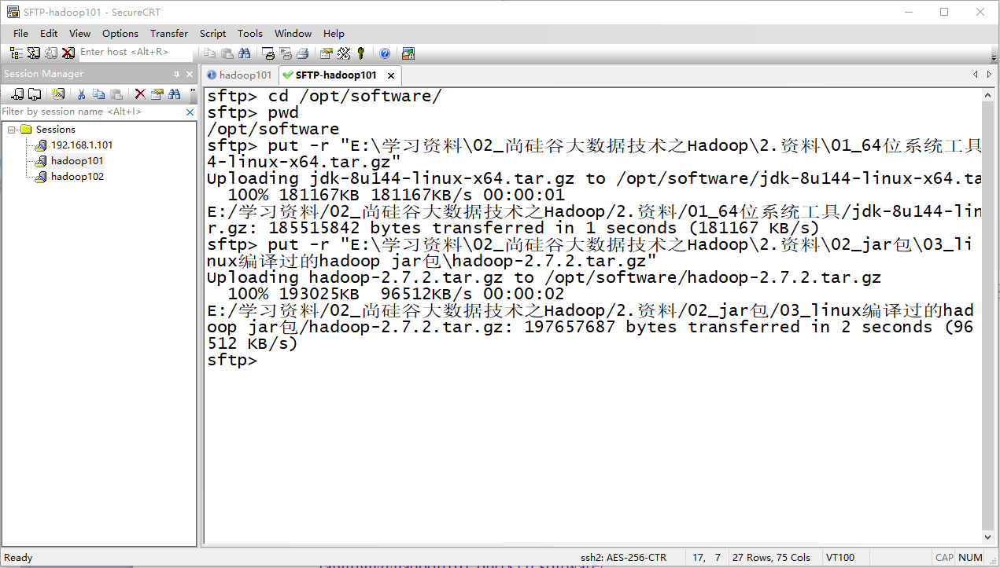 SFTP-hadoop101 - SecureCRT
File Edit View Options Transfer Script Tools Window Help
Enter host <Alt+R>
Session Manager
hadoop101
SFTP-hadoop101
Filter by session name <Alt+I>
Sessions
192.168.1.101
hadoop101
hadoop102
sftp> cd /opt/software/
sftp> pwd
/opt/software
sftp> put -r "E:\学习资料\02_尚硅谷大数据技术之Hadoop\2.资料\01_64位系统工具
4-linux-x64.tar.gz"
Uploading jdk-8u144-linux-x64.tar.gz to /opt/software/jdk-8u144-linux-x64.ta
100% 181167KB 181167KB/s 00:00:01
E:/学习资料/02_尚硅谷大数据技术之Hadoop/2.资料/01_64位系统工具/jdk-8u144-lin
r.gz: 185515842 bytes transferred in 1 seconds (181167 KB/s)
sftp> put -r "E:\学习资料\02_尚硅谷大数据技术之Hadoop\2.资料\02_jar包\03_li
nux编译过的hadoop jar包\hadoop-2.7.2.tar.gz"
Uploading hadoop-2.7.2.tar.gz to /opt/software/hadoop-2.7.2.tar.gz
100% 193025KB 96512KB/s 00:00:02
E:/学习资料/02_尚硅谷大数据技术之Hadoop/2.资料/02_jar包/03_linux编译过的had
oop jar包/hadoop-2.7.2.tar.gz: 197657687 bytes transferred in 2 seconds (96
512 KB/s)
sftp>
Ready
ssh2: AES-256-CTR 17, 7 27 Rows, 75 Cols VT100 CAP NUM